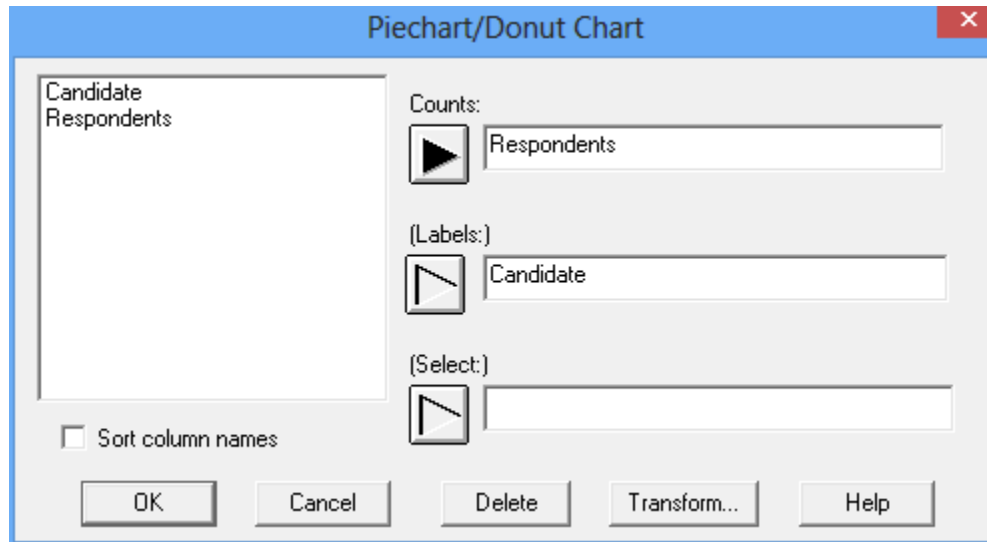 Piechart/Donut Chart
Candidate
Respondents
Counts:
Respondents
(Labels:)
Candidate
(Select:)
Sort column names
OK Cancel Delete Transform... Help